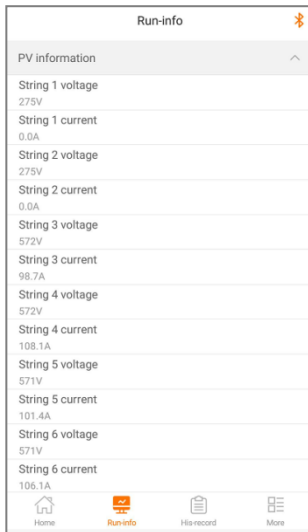 Run-info
PV information
String 1 voltage
275V
String 1 current
0.0A
String 2 voltage
275V
String 2 current
0.0A
String 3 voltage
572V
String 3 current
98.7A
String 4 voltage
572V
String 4 current
108.1A
String 5 voltage
571V
String 5 current
101.4A
String 6 voltage
571V
String 6 current
106.1A
Home Run-info His-record More